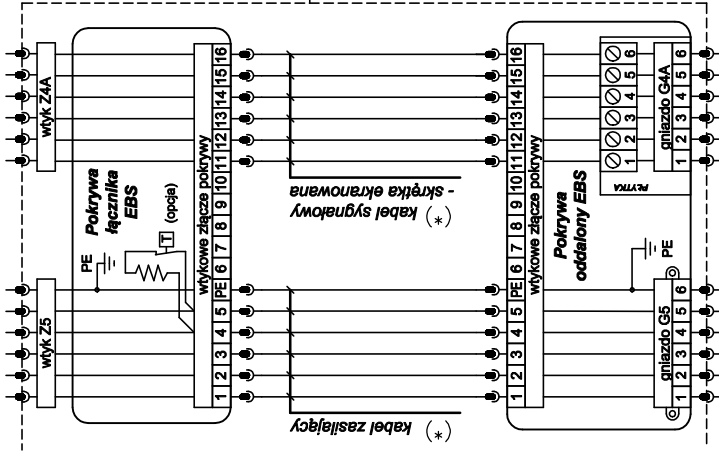 wtyk Z4A
wtyk Z5
Pokrywa
łącznika
EBS
PE
T
(opcja)
wtykowe złącze pokrywy
16
15
14
13
12
11
10
9
8
7
6
PE
5
4
3
2
1
(*) kabel sygnałowy
- skrętka ekranowana
(*) kabel zasilający
wtykowe złącze pokrywy
16
15
14
13
12
11
10
9
8
7
6
PE
5
4
3
2
1
Pokrywa
oddalony EBS
PE
PŁYTKA
6
5
4
3
2
1
gniazdo G4A
6
5
4
3
2
1
gniazdo G5
6
5
4
3
2
1